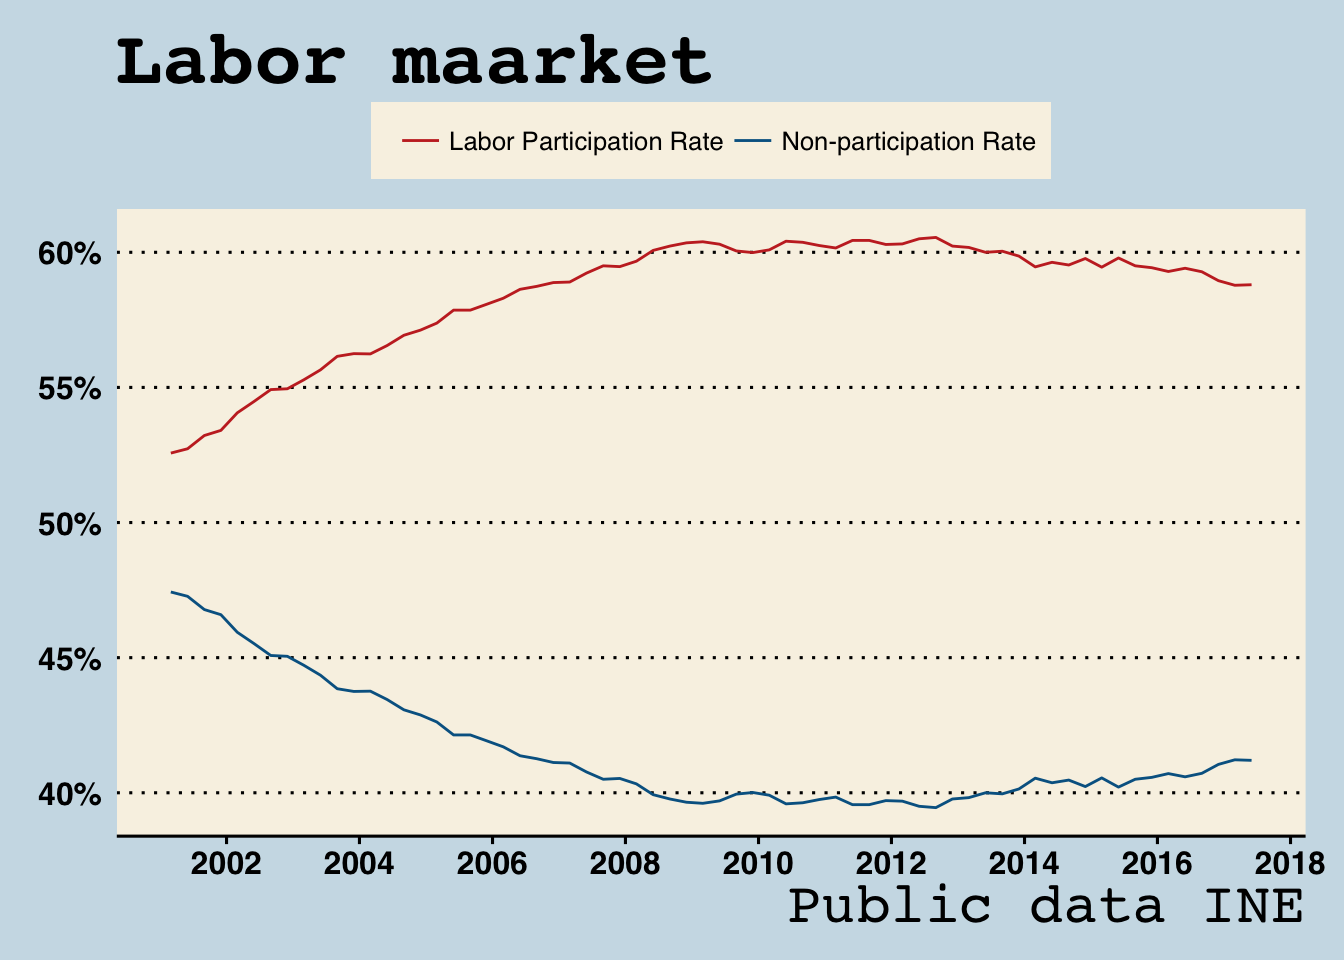 Labor maarket
Labor Participation Rate Non-participation Rate
60%
55%
50%
45%
40%
2002 2004 2006 2008 2010 2012 2014 2016 2018
Public data INE